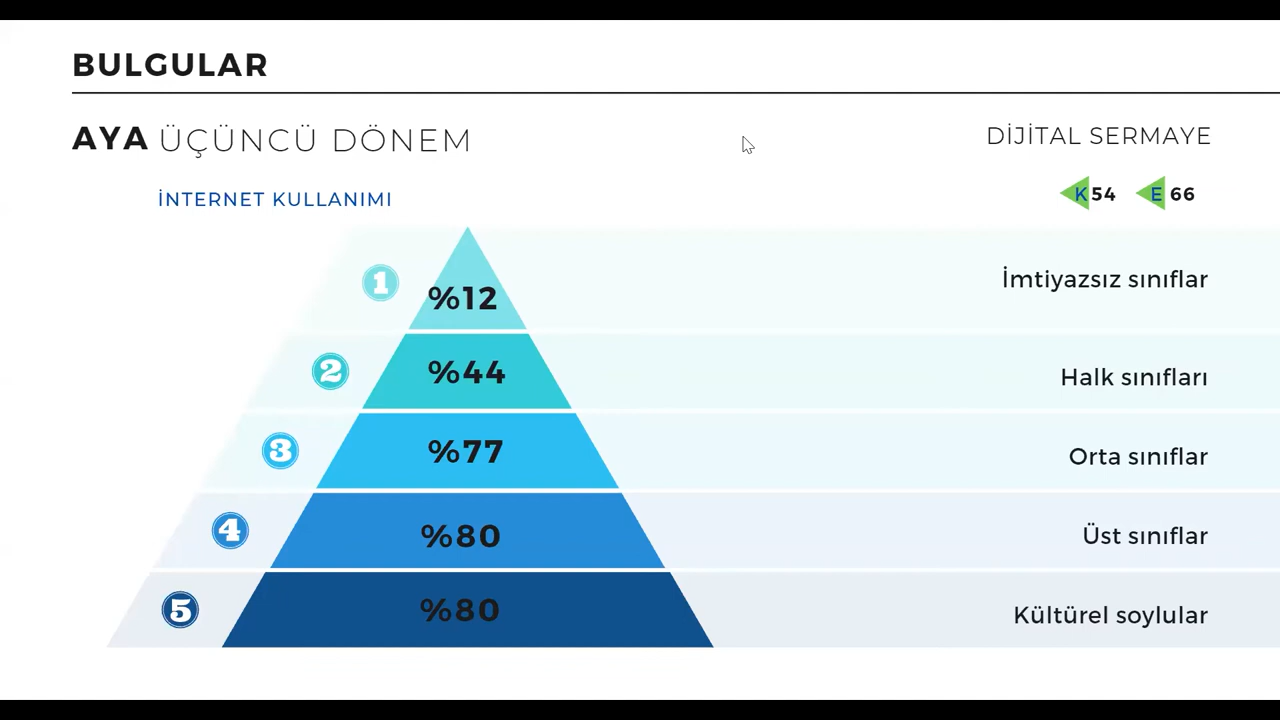 BULGULAR
AYA ÜÇÜNCÜ DÖNEM
DİJİTAL SERMAYE
İNTERNET KULLANIMI
K 54 E 66
1 %12 İmtiyazsız sınıflar
2 %44 Halk sınıfları
3 %77 Orta sınıflar
4 %80 Üst sınıflar
5 %80 Kültürel soylular